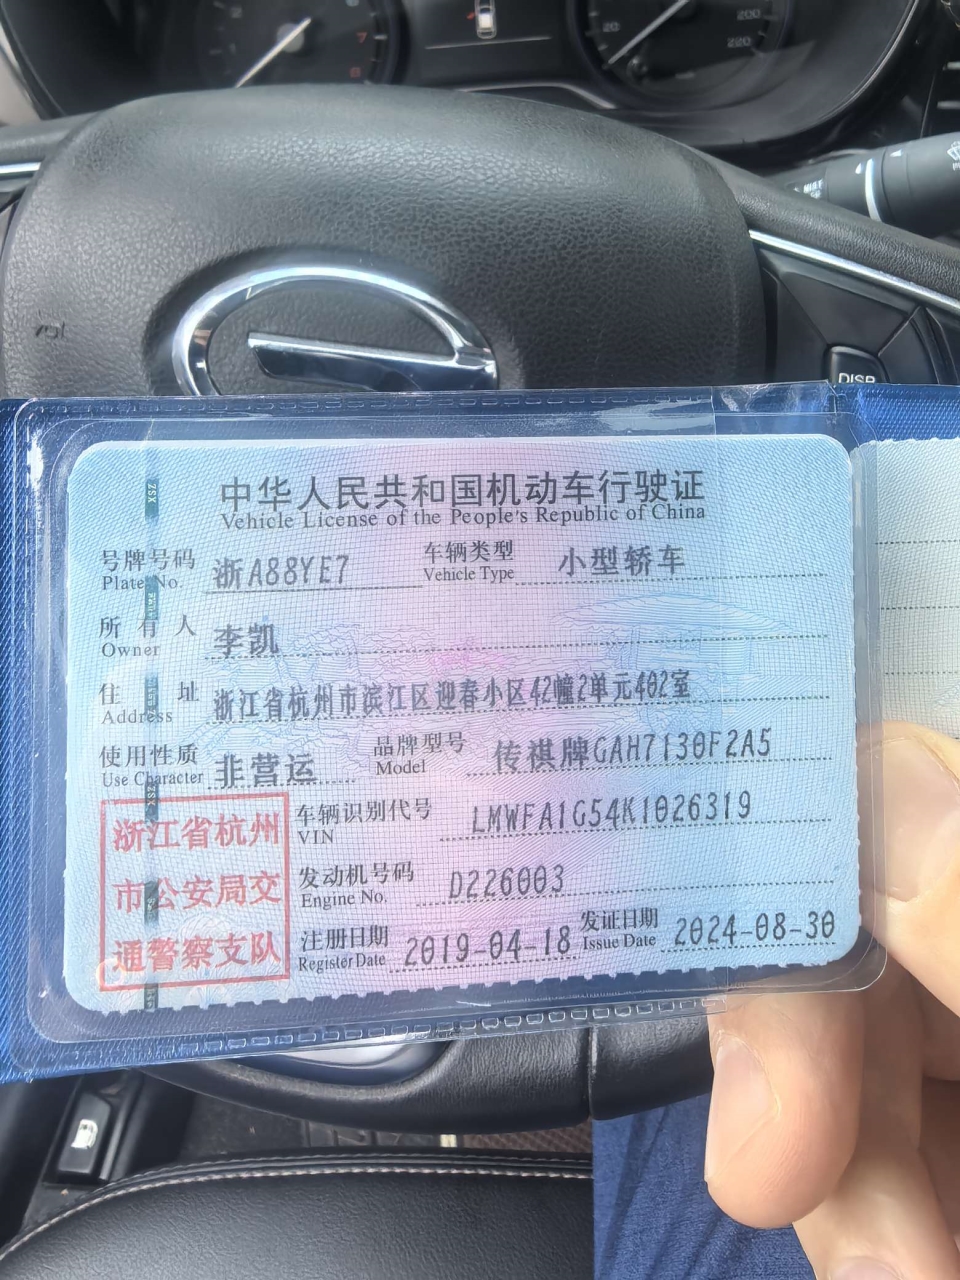 200
20
220
7
8
DISP
中华人民共和国机动车行驶证
Vehicle License of the People's Republic of China
号牌号码 浙A88YE7 车辆类型 小型轿车
Plate No. Vehicle Type
所有人 李凯
Owner
住址 浙江省杭州市滨江区迎春小区42幢2单元402室
Address
使用性质 非营运 品牌型号 传祺牌GAH7130F2A5
Use Character Model
浙江省杭州
市公安局交
通警察支队
车辆识别代号 LMWFA1G54K1026319
VIN
发动机号码 D226003
Engine No.
注册日期 2019-04-18 发证日期 2024-08-30
Register Date Issue Date